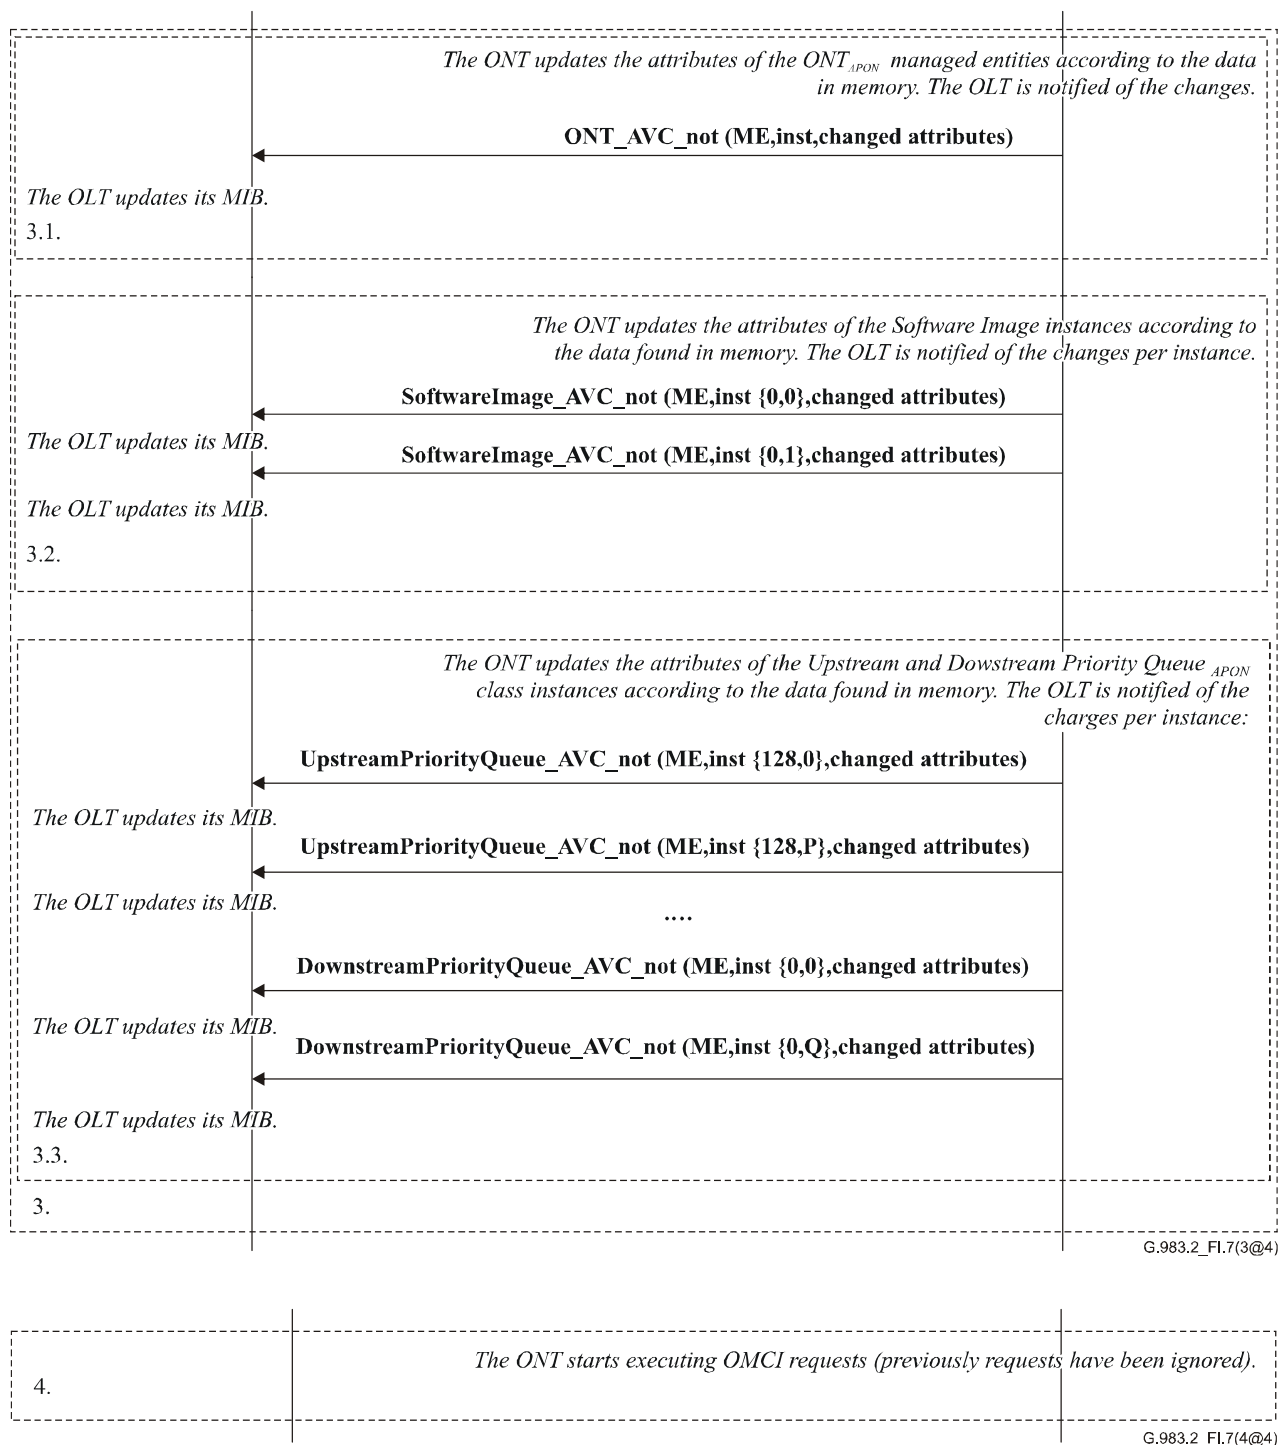 The ONT updates the attributes of the ONT APON managed entities according to the data
in memory. The OLT is notified of the changes.
ONT_AVC_not (ME,inst,changed attributes)
The OLT updates its MIB.
3.1.
The ONT updates the attributes of the Software Image instances according to
the data found in memory. The OLT is notified of the changes per instance.
SoftwareImage_AVC_not (ME,inst {0,0},changed attributes)
The OLT updates its MIB.
SoftwareImage_AVC_not (ME,inst {0,1},changed attributes)
The OLT updates its MIB.
3.2.
The ONT updates the attributes of the Upstream and Dowstream Priority Queue APON
class instances according to the data found in memory. The OLT is notified of the
charges per instance:
UpstreamPriorityQueue_AVC_not (ME,inst {128,0},changed attributes)
The OLT updates its MIB.
UpstreamPriorityQueue_AVC_not (ME,inst {128,P},changed attributes)
The OLT updates its MIB.
....
DownstreamPriorityQueue_AVC_not (ME,inst {0,0},changed attributes)
The OLT updates its MIB.
DownstreamPriorityQueue_AVC_not (ME,inst {0,Q},changed attributes)
The OLT updates its MIB.
3.3.
3.
G.983.2_FI.7(3@4)
The ONT starts executing OMCI requests (previously requests have been ignored).
4.
G.983.2_FI.7(4@4)